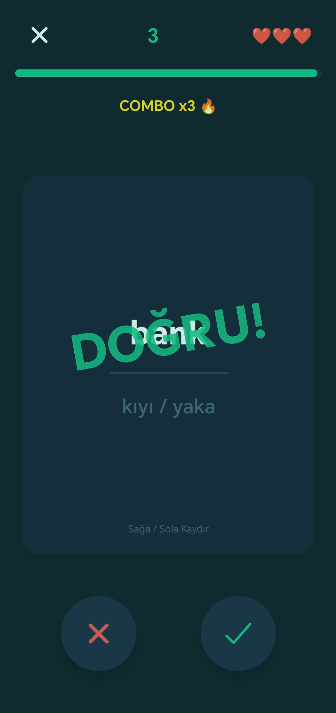 3
COMBO x3 🔥
bank
DOĞRU!
kıyı / yaka
Sağa / Sola Kaydır